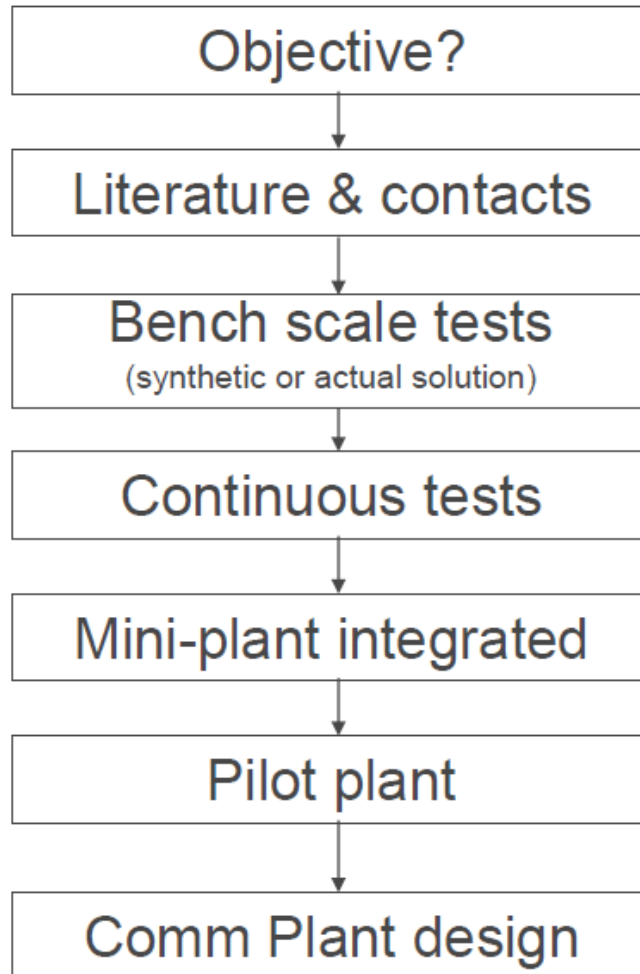 Objective?
Literature & contacts
Bench scale tests
(synthetic or actual solution)
Continuous tests
Mini-plant integrated
Pilot plant
Comm Plant design